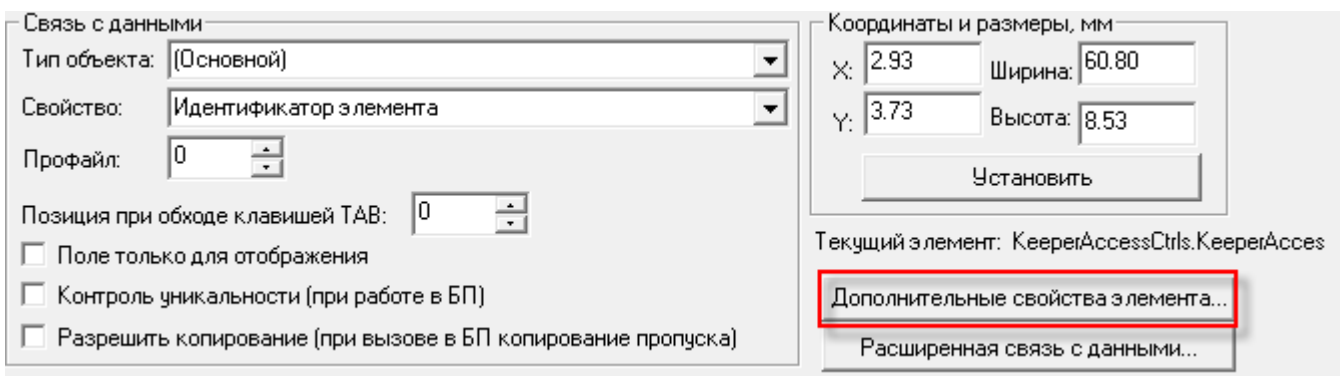 Связь с данными
Тип объекта: (Основной)
Свойство: Идентификатор элемента
Профайл: 0
Позиция при обходе клавишей TAB: 0
Поле только для отображения
Контроль уникальности (при работе в БП)
Разрешить копирование (при вызове в БП копирование пропуска)
Координаты и размеры, мм
X: 2.93 Ширина: 60.80
Y: 3.73 Высота: 8.53
Установить
Текущий элемент: KeeperAccessCtrls.KeeperAcces
Дополнительные свойства элемента...
Расширенная связь с данными...